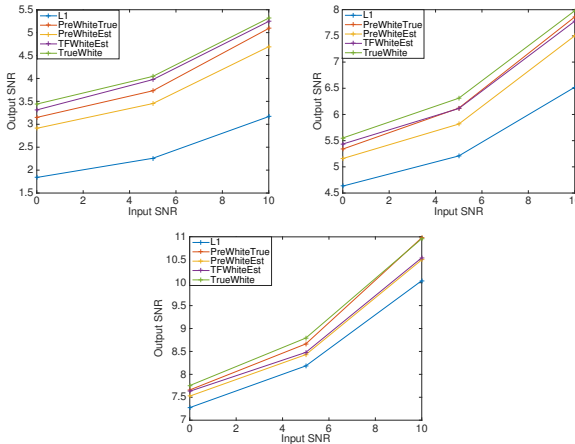 5.5
5
4.5
4
3.5
3
2.5
2
1.5
Output SNR
L1
PreWhiteTrue
PreWhiteEst
TFWhiteEst
TrueWhite
0 2 4 6 8 10
Input SNR
8
7.5
7
6.5
6
5.5
5
4.5
Output SNR
L1
PreWhiteTrue
PreWhiteEst
TFWhiteEst
TrueWhite
0 2 4 6 8 10
Input SNR
11
10.5
10
9.5
9
8.5
8
7.5
7
Output SNR
L1
PreWhiteTrue
PreWhiteEst
TFWhiteEst
TrueWhite
0 2 4 6 8 10
Input SNR